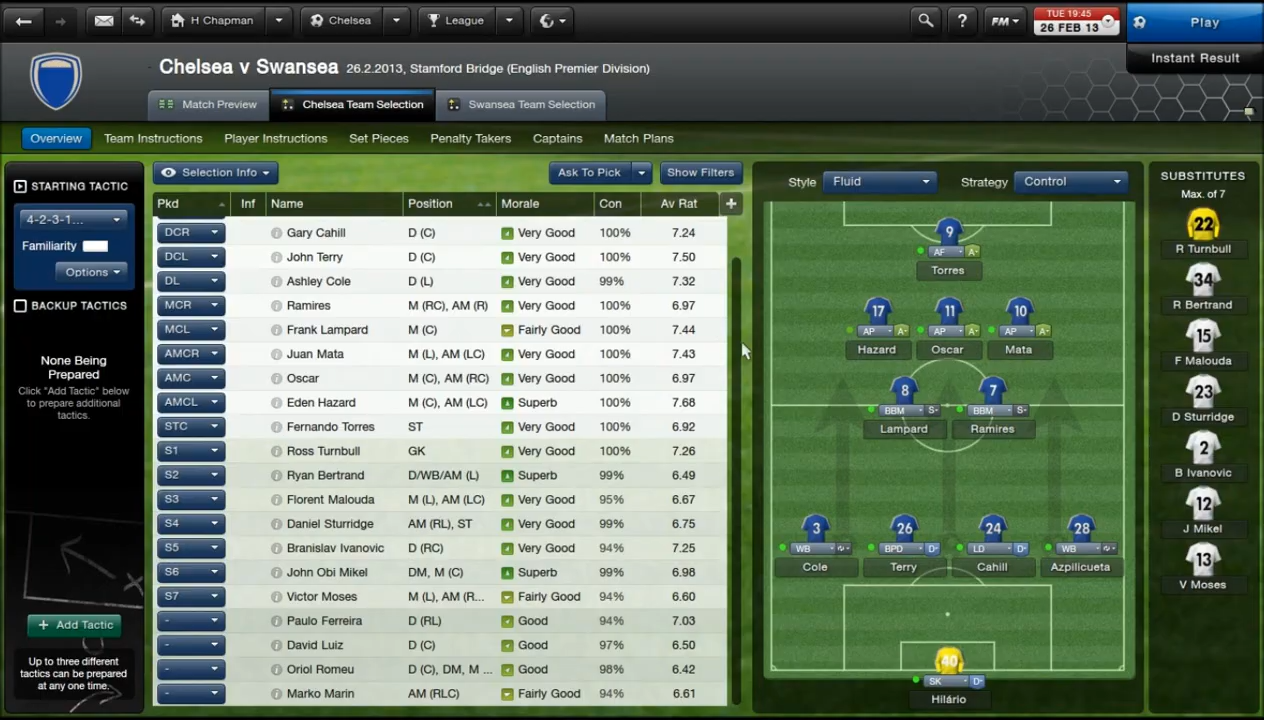 H Chapman
Chelsea
League
?
FM
TUE 19:45
26 FEB 13
Play
Instant Result
Chelsea v Swansea 26.2.2013, Stamford Bridge (English Premier Division)
Match Preview
Chelsea Team Selection
Swansea Team Selection
Overview Team Instructions Player Instructions Set Pieces Penalty Takers Captains Match Plans
STARTING TACTIC
4-2-3-1...
Familiarity
Options
BACKUP TACTICS
None Being
Prepared
Click "Add Tactic" below
to prepare additional
tactics.
+ Add Tactic
Up to three different
tactics can be prepared
at any one time.
Selection Info
Ask To Pick
Show Filters
Pkd Inf Name Position Morale Con Av Rat +
DCR Gary Cahill D (C) Very Good 100% 7.24
DCL John Terry D (C) Very Good 100% 7.50
DL Ashley Cole D (L) Very Good 99% 7.32
MCR Ramires M (RC), AM (R) Very Good 100% 6.97
MCL Frank Lampard M (C) Fairly Good 100% 7.44
AMCR Juan Mata M (L), AM (LC) Very Good 100% 7.43
AMC Oscar M (C), AM (RC) Very Good 100% 6.97
AMCL Eden Hazard M (C), AM (LC) Superb 100% 7.68
STC Fernando Torres ST Very Good 100% 6.92
S1 Ross Turnbull GK Very Good 100% 7.26
S2 Ryan Bertrand D/WB/AM (L) Superb 99% 6.49
S3 Florent Malouda M (L), AM (LC) Very Good 95% 6.67
S4 Daniel Sturridge AM (RL), ST Very Good 99% 6.75
S5 Branislav Ivanovic D (RC) Very Good 94% 7.25
S6 John Obi Mikel DM, M (C) Superb 99% 6.98
S7 Victor Moses M (L), AM (R... Fairly Good 94% 6.60
- Paulo Ferreira D (RL) Good 94% 7.03
- David Luiz D (C) Good 97% 6.50
- Oriol Romeu D (C), DM, M ... Good 98% 6.42
- Marko Marin AM (RLC) Fairly Good 94% 6.61
Style Fluid Strategy Control
9
AF A
Torres
17 11 10
AP A AP A AP A
Hazard Oscar Mata
8 7
BBM S BBM S
Lampard Ramires
3 26 24 28
WB BPD D LD D WB
Cole Terry Cahill Azpilicueta
40
SK D
Hilário
SUBSTITUTES
Max. of 7
22
R Turnbull
34
R Bertrand
15
F Malouda
23
D Sturridge
2
B Ivanovic
12
J Mikel
13
V Moses